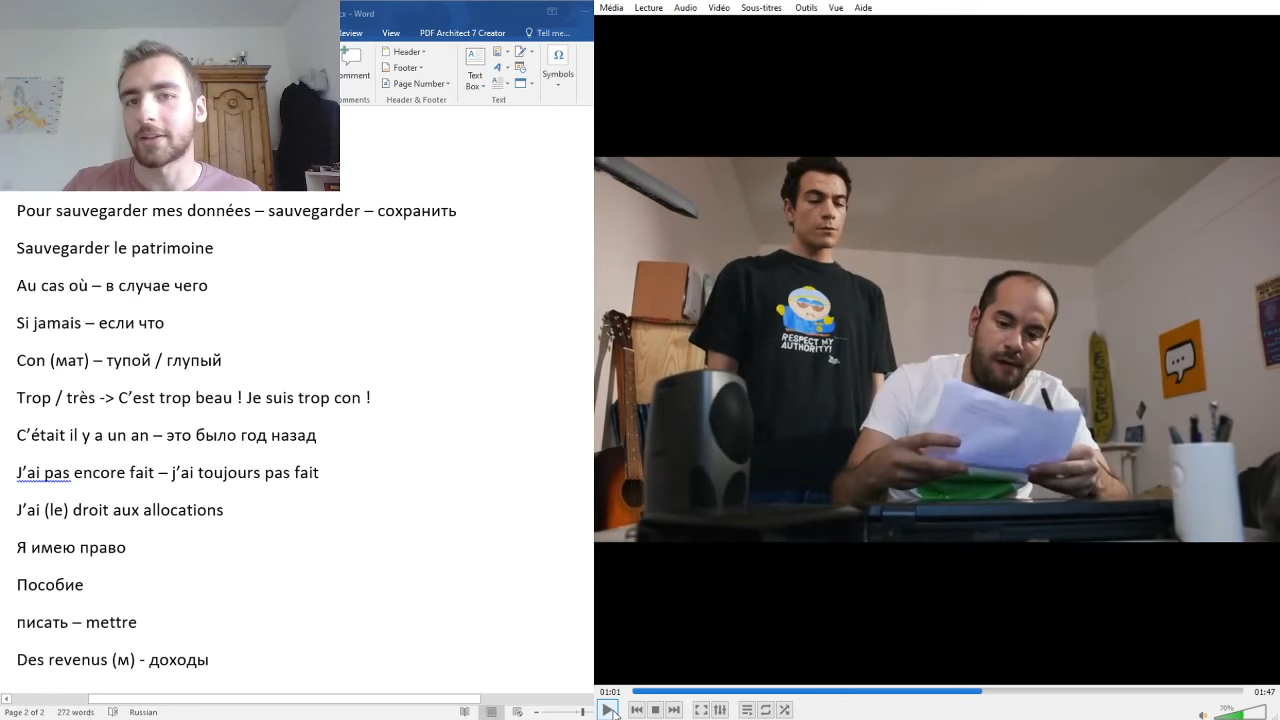 cx - Word
Review View PDF Architect 7 Creator Tell me...
Comment
Comments
Header
Footer
Page Number
Header & Footer
Text Box
Text
Symbols
Pour sauvegarder mes données – sauvegarder – сохранить
Sauvegarder le patrimoine
Au cas où – в случае чего
Si jamais – если что
Con (мат) – тупой / глупый
Trop / très -> C’est trop beau ! Je suis trop con !
C’était il y a un an – это было год назад
J’ai pas encore fait – j’ai toujours pas fait
J’ai (le) droit aux allocations
Я имею право
Пособие
писать – mettre
Des revenus (м) - доходы
Page 2 of 2 272 words Russian
Média Lecture Audio Vidéo Sous-titres Outils Vue Aide
RESPECT MY
AUTHORITY!
01:01
01:47
70%